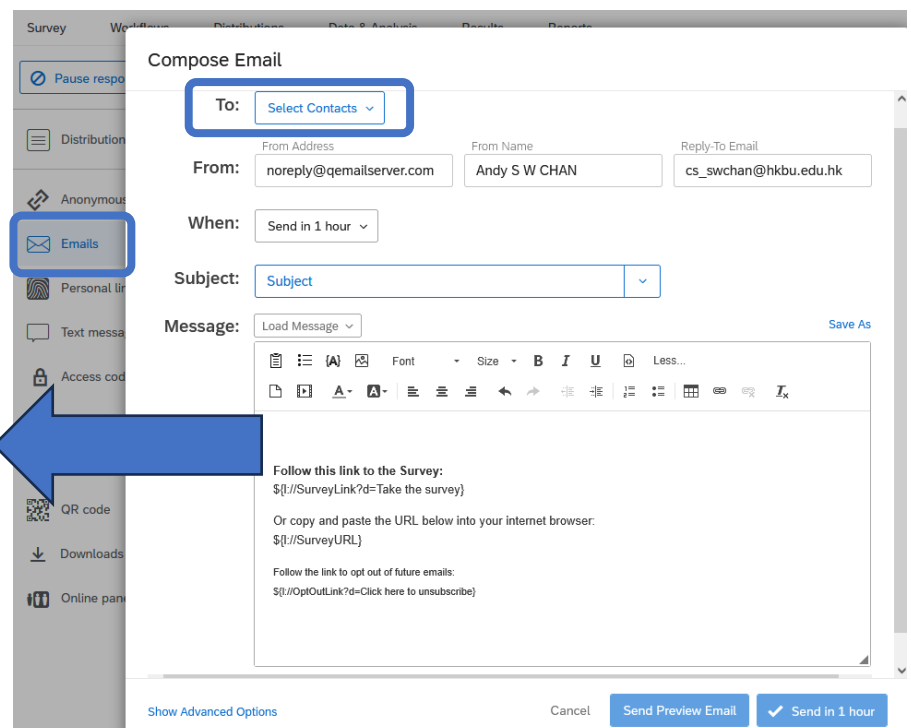 Survey Workflows Distributions Data & Analysis Results Reports
Compose Email
Pause respo
To: Select Contacts
Distribution
From Address From Name Reply-To Email
From: noreply@qemailserver.com Andy S W CHAN cs_swchan@hkbu.edu.hk
Anonymous
When: Send in 1 hour
Emails
Subject: Subject
Personal lin
Message: Load Message Save As
Text messa
{A} Font Size B I U Less...
Access cod
A A Tx
Follow this link to the Survey:
${l://SurveyLink?d=Take the survey}
QR code
Or copy and paste the URL below into your internet browser:
${l://SurveyURL}
Downloads
Follow the link to opt out of future emails:
${l://OptOutLink?d=Click here to unsubscribe}
Online pane
Show Advanced Options Cancel Send Preview Email Send in 1 hour